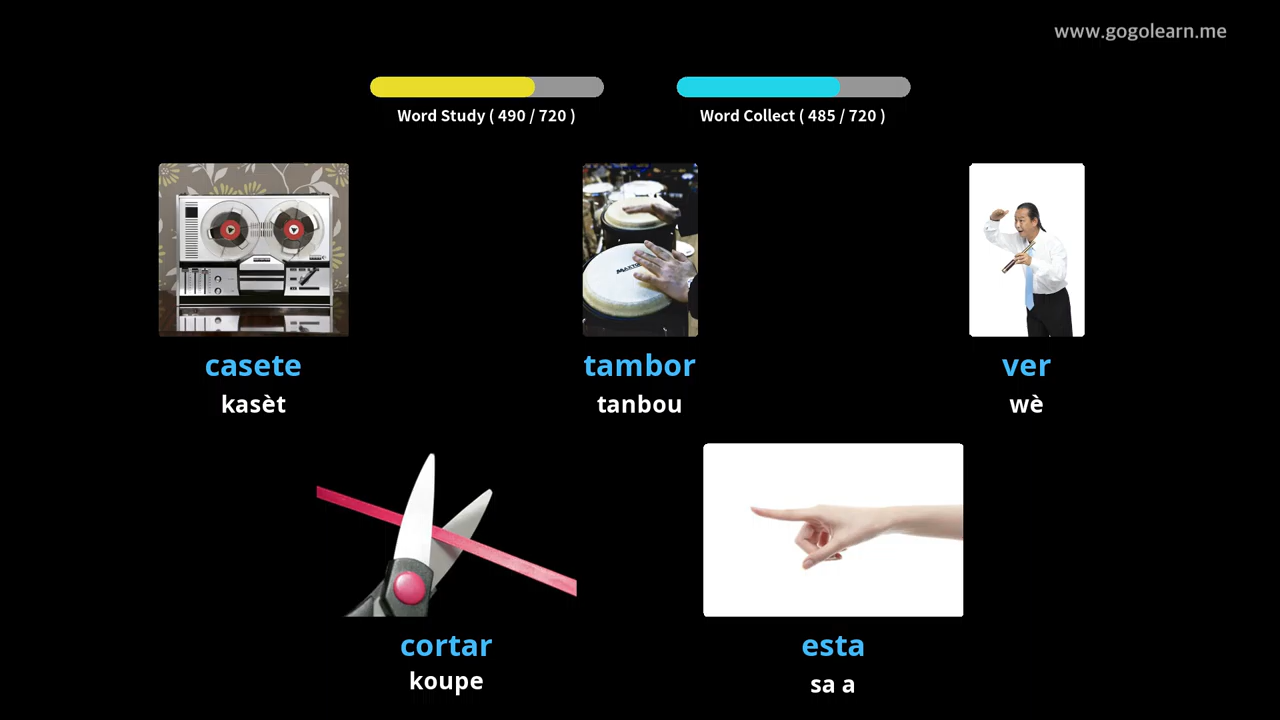 www.gogolearn.me
Word Study ( 490 / 720 )
Word Collect ( 485 / 720 )
casete
kasèt
tambor
tanbou
ver
wè
cortar
koupe
esta
sa a